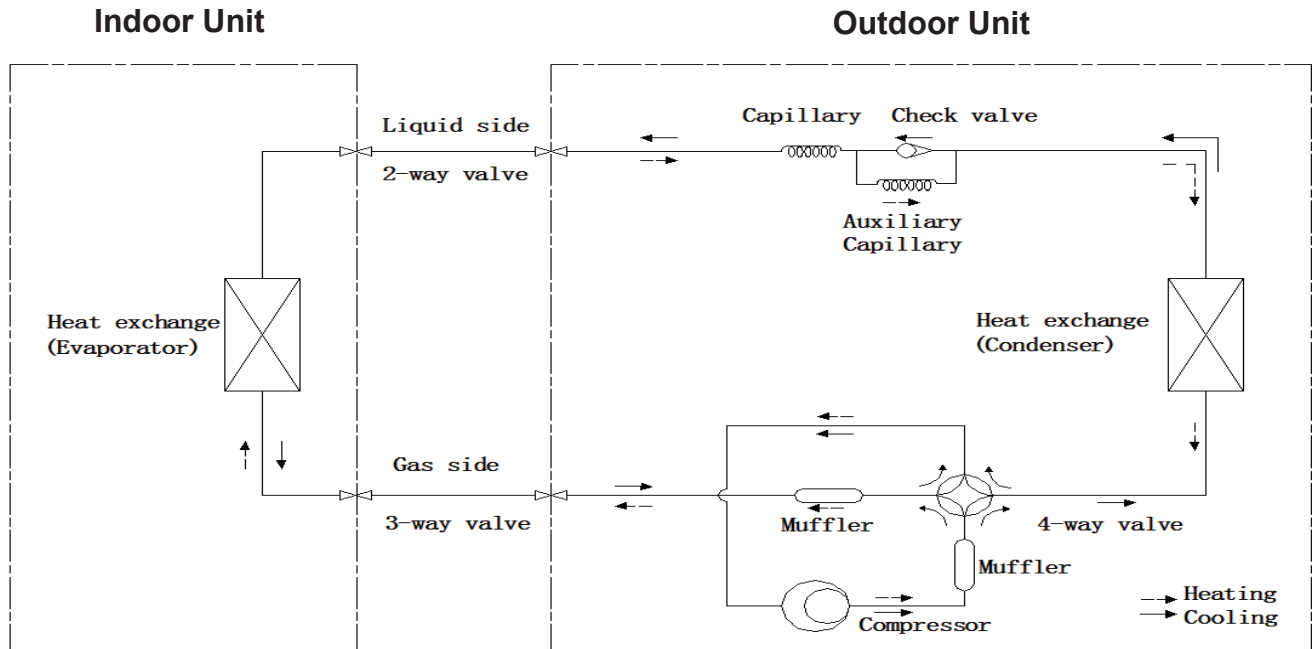 Indoor Unit
Outdoor Unit
Liquid side
2-way valve
Capillary
Check valve
Auxiliary
Capillary
Heat exchange
(Evaporator)
Heat exchange
(Condenser)
Gas side
3-way valve
Muffler
4-way valve
Muffler
Compressor
Heating
Cooling